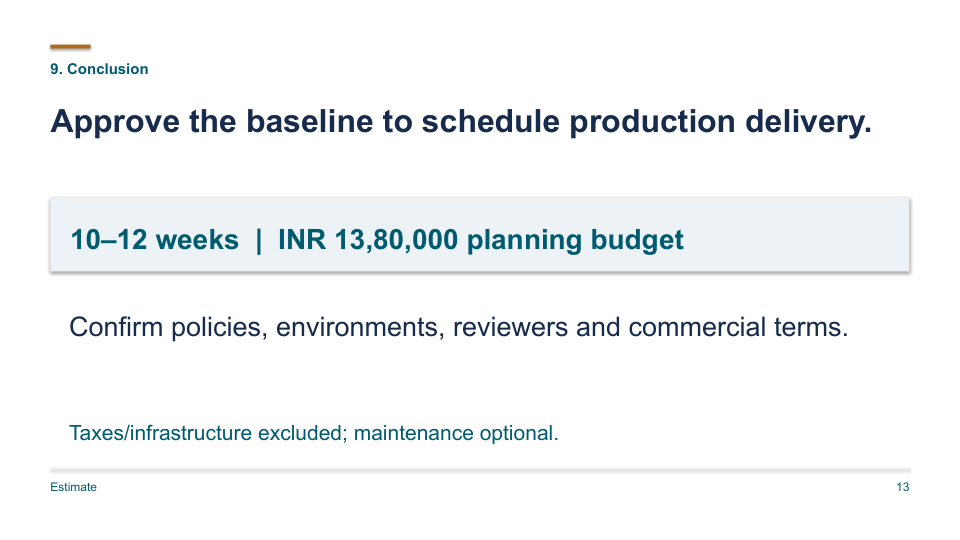 9. Conclusion
Approve the baseline to schedule production delivery.
10–12 weeks | INR 13,80,000 planning budget
Confirm policies, environments, reviewers and commercial terms.
Taxes/infrastructure excluded; maintenance optional.
Estimate
13